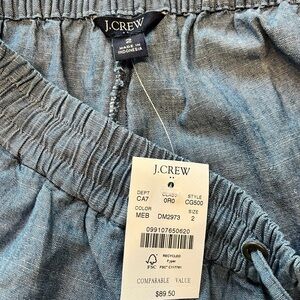 J.CREW
2
MADE IN
INDONESIA
J.CREW
DEPT
CLASS
STYLE
CA7
0R0
CG500
COLOR
SIZE
MEB
DM2973
2
099107650620
FSC
RECYCLED
COMPARABLE VALUE
$89.50